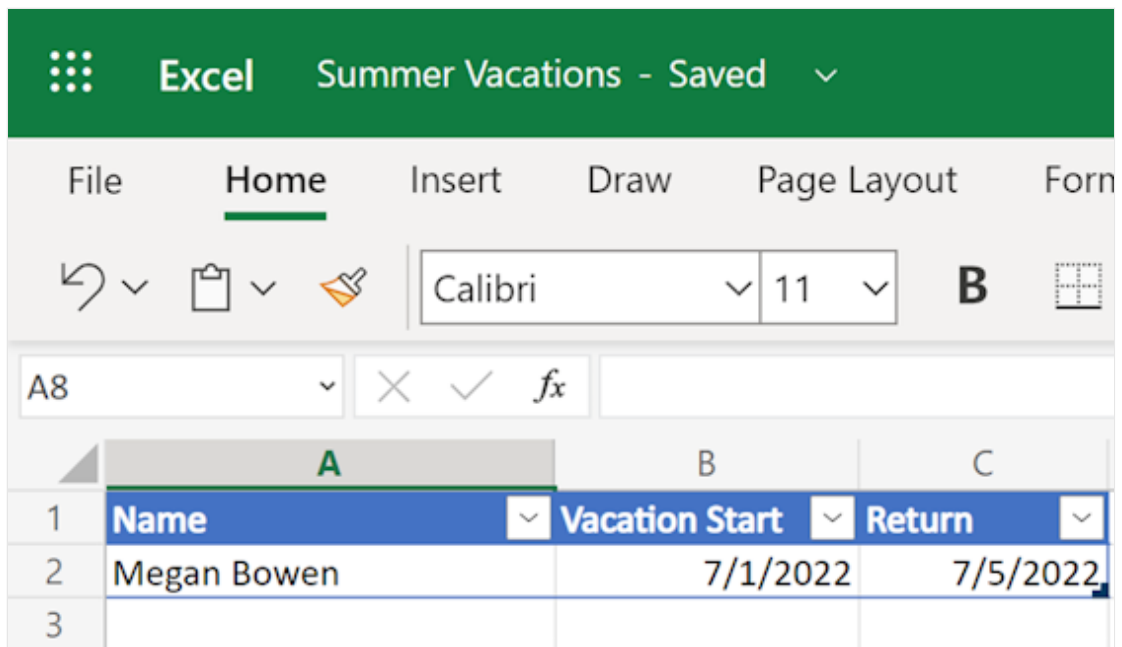 Excel Summer Vacations - Saved
File Home Insert Draw Page Layout Form
Calibri 11 B
A8 fx
A B C
1 Name Vacation Start Return
2 Megan Bowen 7/1/2022 7/5/2022
3